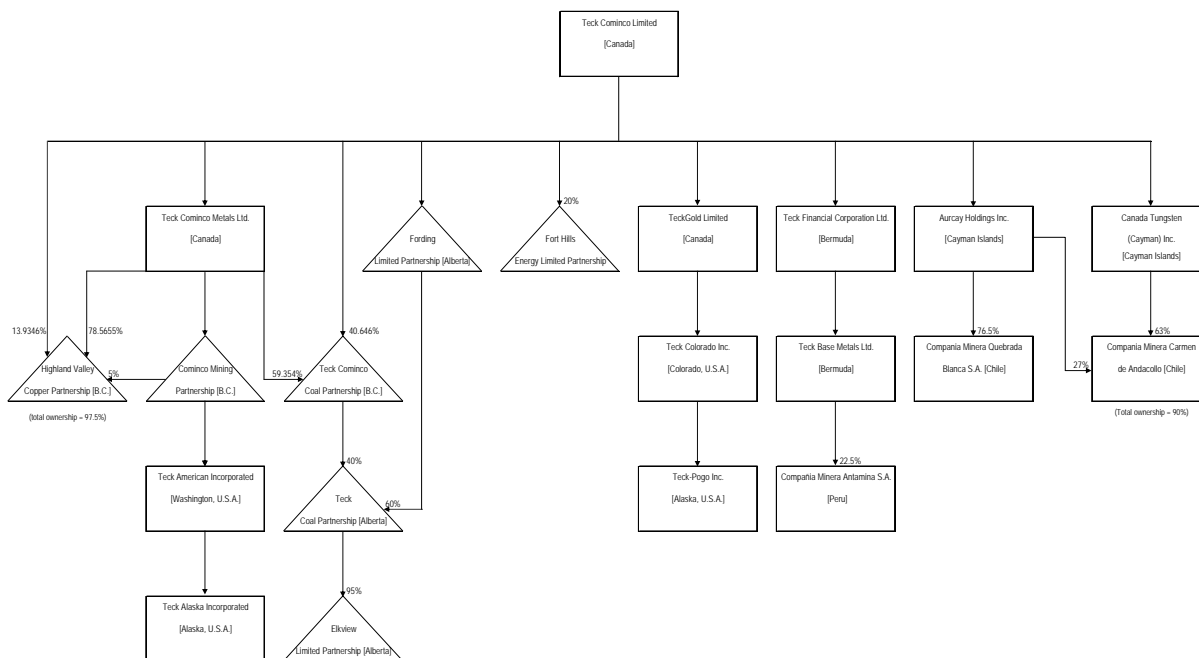 Teck Cominco Limited
[Canada]
20%
Teck Cominco Metals Ltd.
[Canada]
Fording
Limited Partnership [Alberta]
Fort Hills
Energy Limited Partnership
TeckGold Limited
[Canada]
Teck Financial Corporation Ltd.
[Bermuda]
Aurcay Holdings Inc.
[Cayman Islands]
Canada Tungsten
(Cayman) Inc.
[Cayman Islands]
13.9346%
78.5655%
40.646%
76.5%
63%
Highland Valley
Copper Partnership [B.C.]
(total ownership = 97.5%)
5%
Cominco Mining
Partnership [B.C.]
59.354%
Teck Cominco
Coal Partnership [B.C.]
Teck Colorado Inc.
[Colorado, U.S.A.]
Teck Base Metals Ltd.
[Bermuda]
Compania Minera Quebrada
Blanca S.A. [Chile]
27%
Compania Minera Carmen
de Andacollo [Chile]
(Total ownership = 90%)
Teck American Incorporated
[Washington, U.S.A.]
40%
Teck
Coal Partnership [Alberta]
60%
Teck-Pogo Inc.
[Alaska, U.S.A.]
22.5%
Compañia Minera Antamina S.A.
[Peru]
Teck Alaska Incorporated
[Alaska, U.S.A.]
95%
Elkview
Limited Partnership [Alberta]